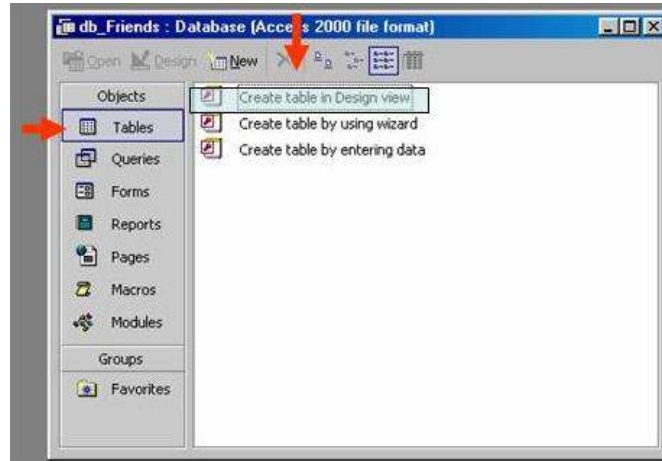 db_Friends : Database (Access 2000 file format)
Open Design New
Objects
Tables
Queries
Forms
Reports
Pages
Macros
Modules
Groups
Favorites
Create table in Design view
Create table by using wizard
Create table by entering data